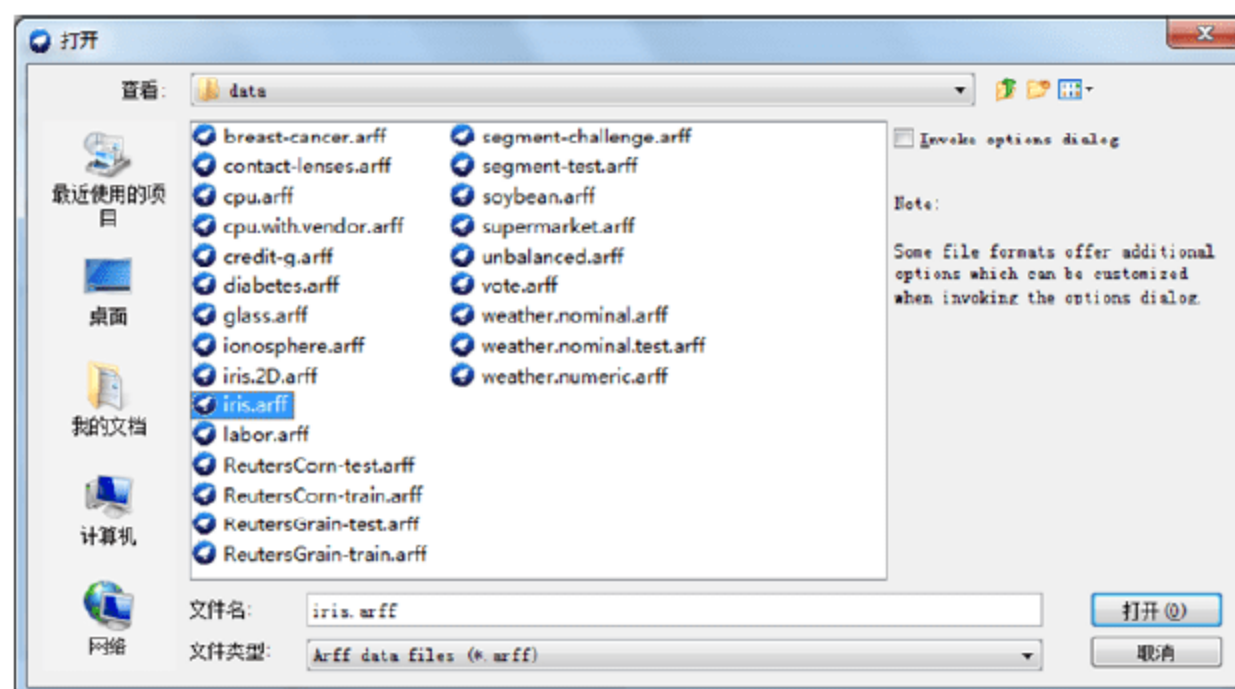 打开
查看:
data
最近使用的项
目
桌面
我的文档
计算机
网络
breast-cancer.arff
contact-lenses.arff
cpu.arff
cpu.with.vendor.arff
credit-g.arff
diabetes.arff
glass.arff
ionosphere.arff
iris.2D.arff
iris.arff
labor.arff
ReutersCorn-test.arff
ReutersCorn-train.arff
ReutersGrain-test.arff
ReutersGrain-train.arff
segment-challenge.arff
segment-test.arff
soybean.arff
supermarket.arff
unbalanced.arff
vote.arff
weather.nominal.arff
weather.nominal.test.arff
weather.numeric.arff
Invoke options dialog
Note:
Some file formats offer additional
options which can be customized
when invoking the options dialog.
文件名:
iris.arff
打开(O)
文件类型:
Arff data files (*.arff)
取消